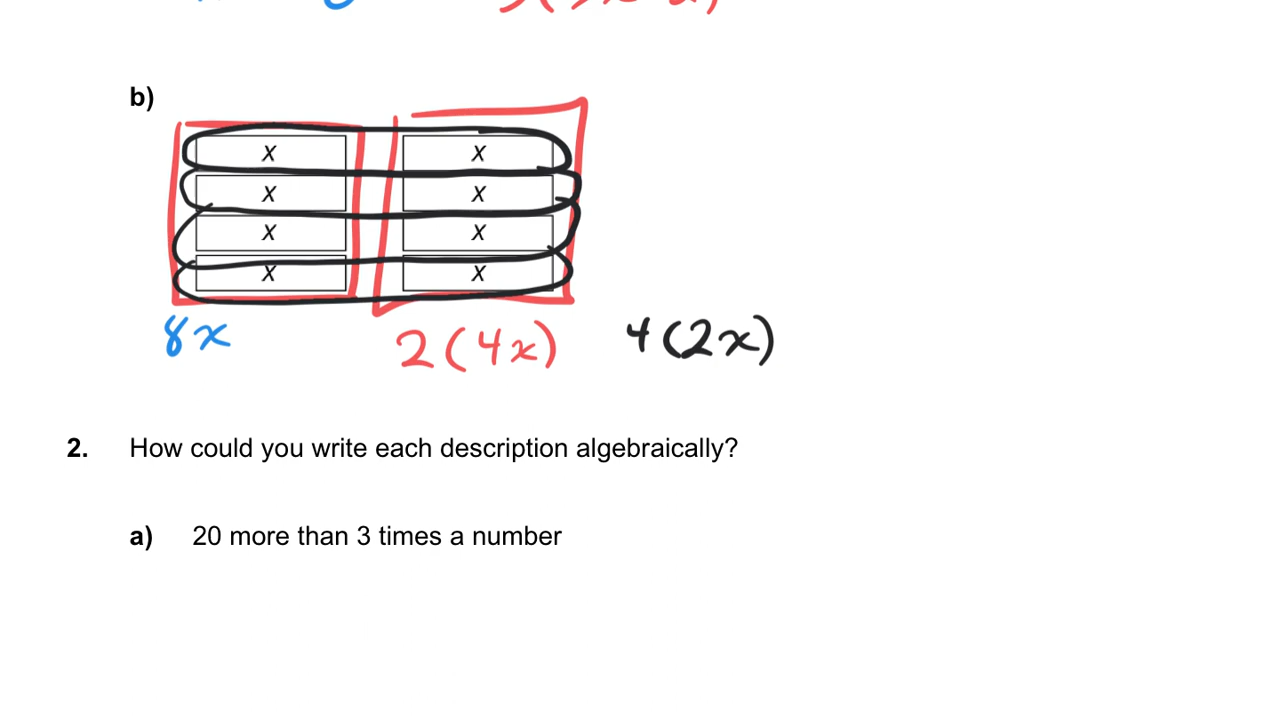 b)
x x
x x
x x
x x
8x 2(4x) 4(2x)
2. How could you write each description algebraically?
a) 20 more than 3 times a number